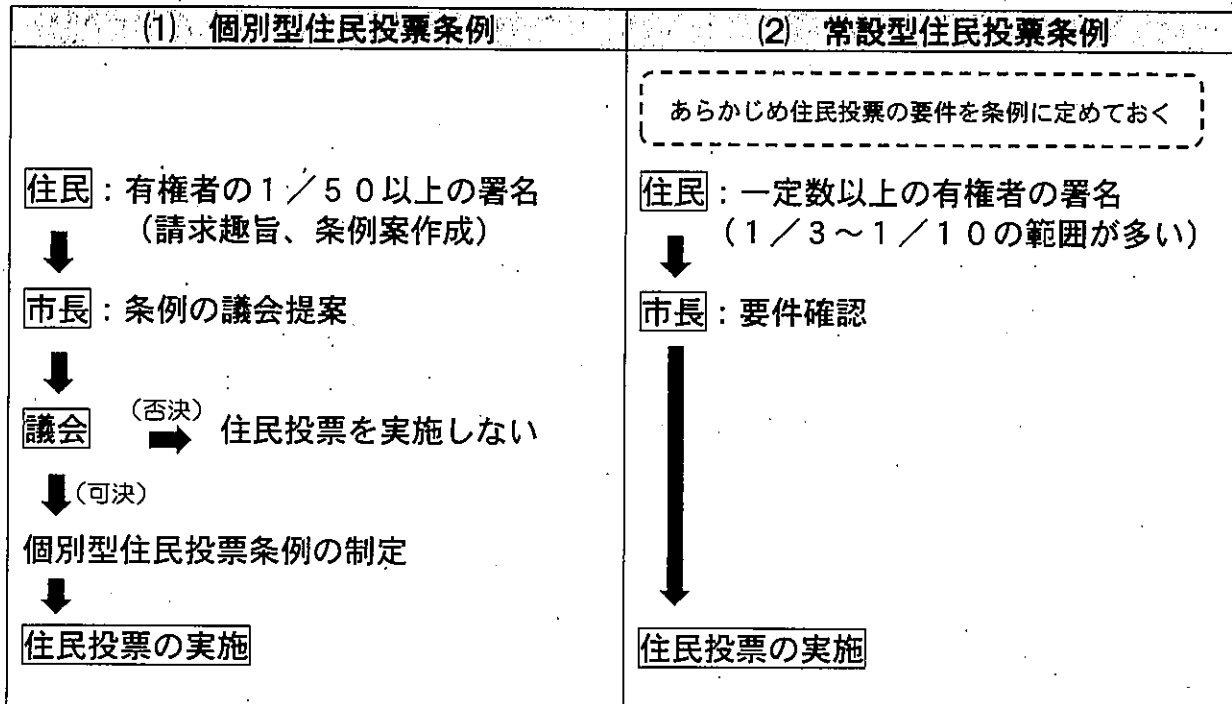 (1) 個別型住民投票条例
住民：有権者の1／50以上の署名
（請求趣旨、条例案作成）
市長：条例の議会提案
議会 （否決） 住民投票を実施しない
（可決）
個別型住民投票条例の制定
住民投票の実施
(2) 常設型住民投票条例
あらかじめ住民投票の要件を条例に定めておく
住民：一定数以上の有権者の署名
（1／3～1／10の範囲が多い）
市長：要件確認
住民投票の実施